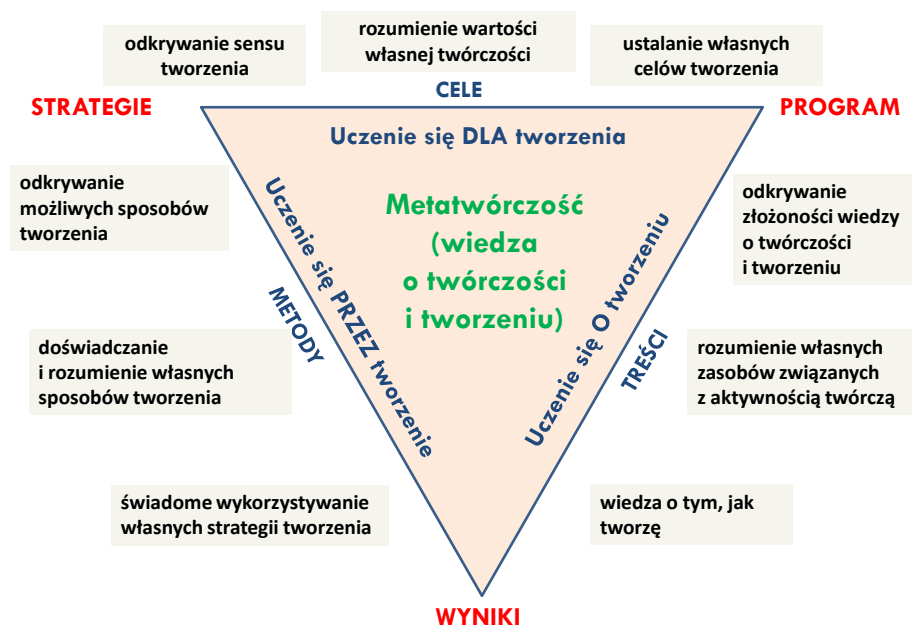 odkrywanie sensu
tworzenia
rozumienie wartości
własnej twórczości
ustalanie własnych
celów tworzenia
STRATEGIE
CELE
PROGRAM
Uczenie się DLA tworzenia
odkrywanie
możliwych sposobów
tworzenia
Uczenie się PRZEZ tworzenie
METODY
Metatwórczość
(wiedza
o twórczości
i tworzeniu)
Uczenie się O tworzeniu
TREŚCI
odkrywanie
złożoności wiedzy
o twórczości
i tworzeniu
doświadczanie
i rozumienie własnych
sposobów tworzenia
rozumienie własnych
zasobów związanych
z aktywnością twórczą
świadome wykorzystywanie
własnych strategii tworzenia
wiedza o tym, jak
tworzę
WYNIKI